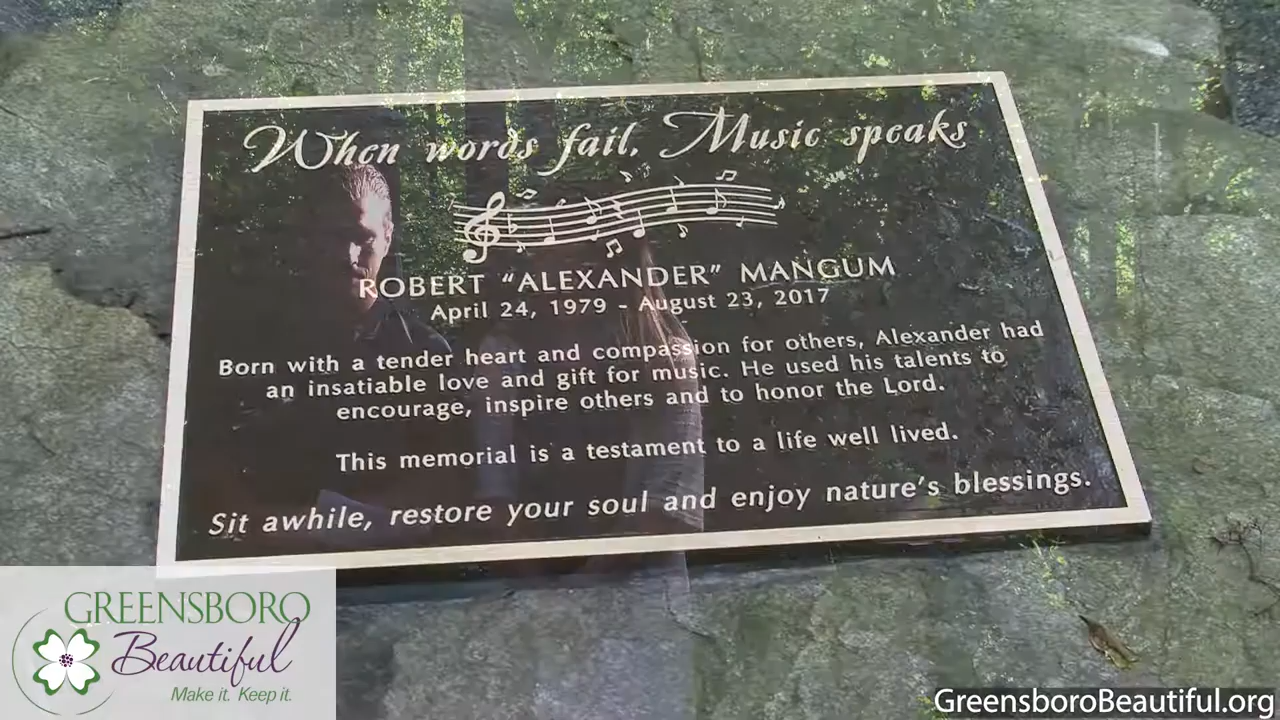 When words fail, Music speaks
ROBERT “ALEXANDER” MANGUM
April 24, 1979 - August 23, 2017
Born with a tender heart and compassion for others, Alexander had
an insatiable love and gift for music. He used his talents to
encourage, inspire others and to honor the Lord.
This memorial is a testament to a life well lived.
Sit awhile, restore your soul and enjoy nature's blessings.
GREENSBORO
Beautiful
Make it. Keep it.
GreensboroBeautiful.org